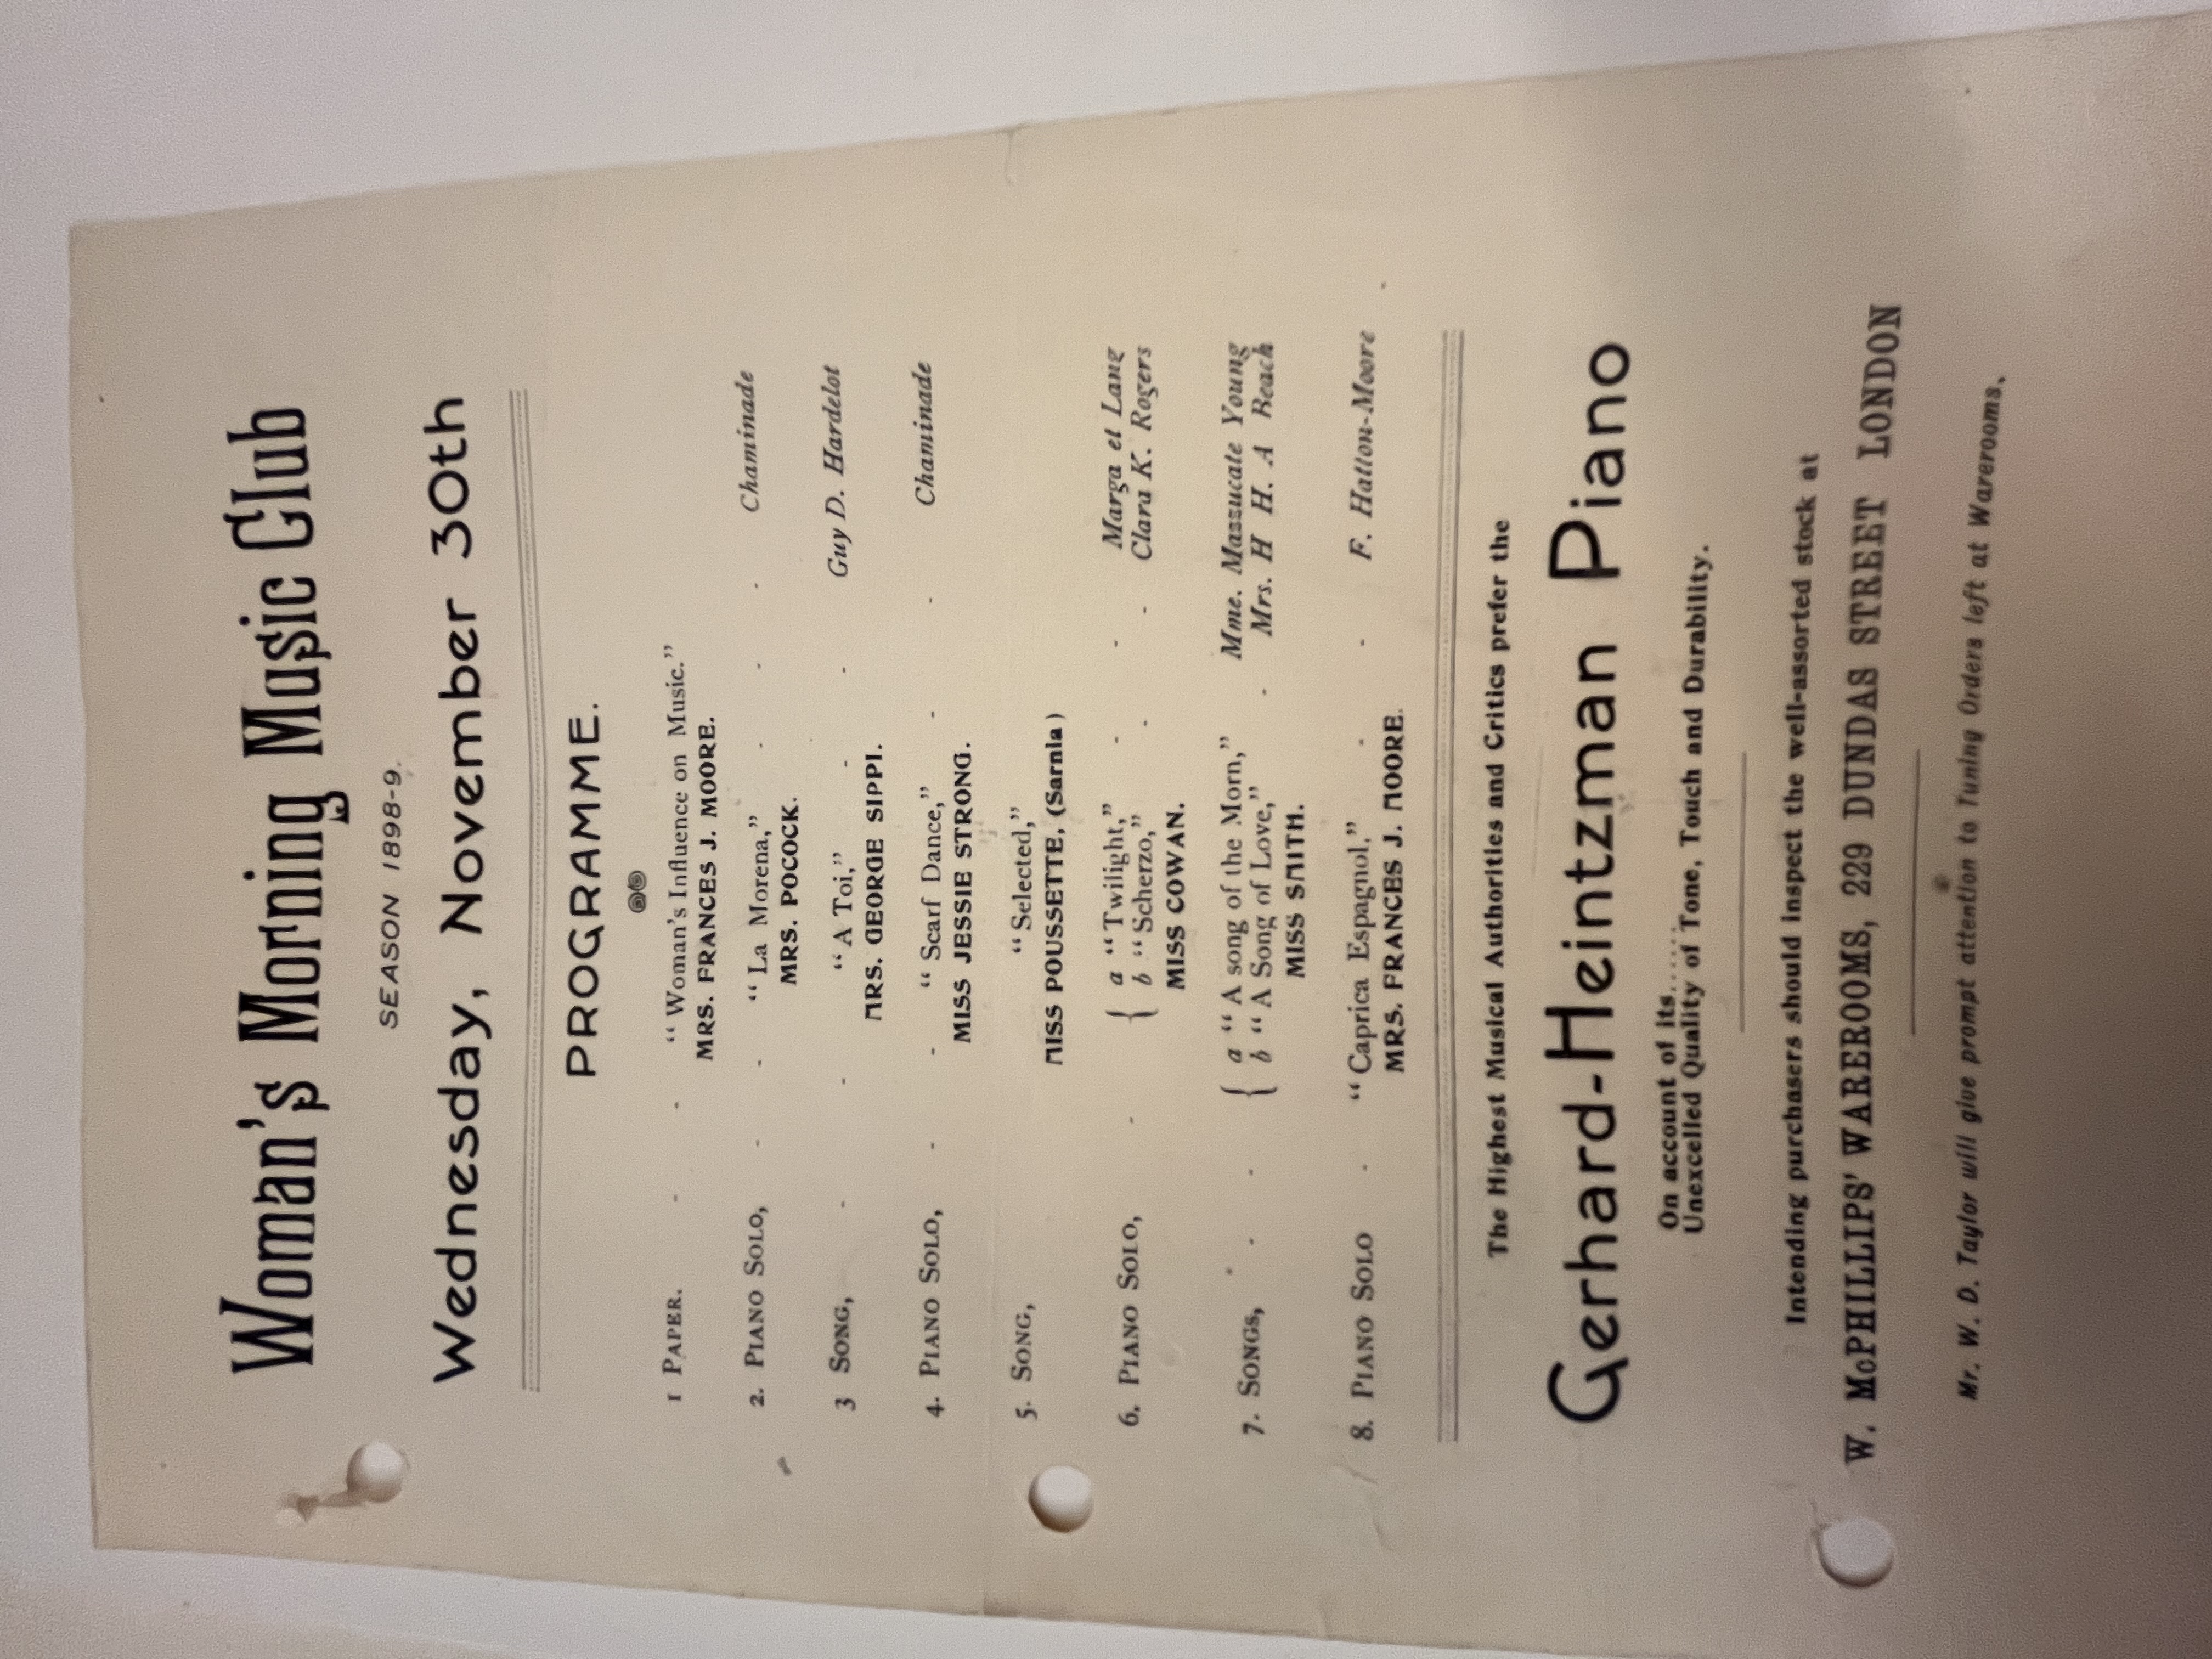 Woman's Morning Music Club
SEASON 1898-9.
Wednesday, November 30th
PROGRAMME.
1 PAPER. - - "Woman's Influence on Music."
MRS. FRANCES J. MOORE.
2. PIANO SOLO, - - "La Morena," - - - Chaminade
MRS. POCOCK.
3 SONG, - - "A Toi," - - Guy D. Hardelot
MRS. GEORGE SIPPI.
4. PIANO SOLO, - - "Scarf Dance," - - Chaminade
MISS JESSIE STRONG.
5. SONG, "Selected,"
MISS POUSSETTE, (Sarnia)
6. PIANO SOLO, - { a "Twilight," - - Marga et Lang
b "Scherzo," - - Clara K. Rogers
MISS COWAN.
7. SONGS, - - { a "A song of the Morn," Mme. Mazzucate Young
b "A Song of Love," - Mrs. H H. A Beach
MISS SMITH.
8. PIANO SOLO - "Caprica Espagnol," - - F. Hatton-Moore
MRS. FRANCES J. MOORE.
The Highest Musical Authorities and Critics prefer the
Gerhard-Heintzman Piano
On account of its......
Unexcelled Quality of Tone, Touch and Durability.
Intending purchasers should inspect the well-assorted stock at
W. McPHILLIPS' WAREROOMS, 229 DUNDAS STREET LONDON
Mr. W. D. Taylor will give prompt attention to Tuning Orders left at Warerooms.